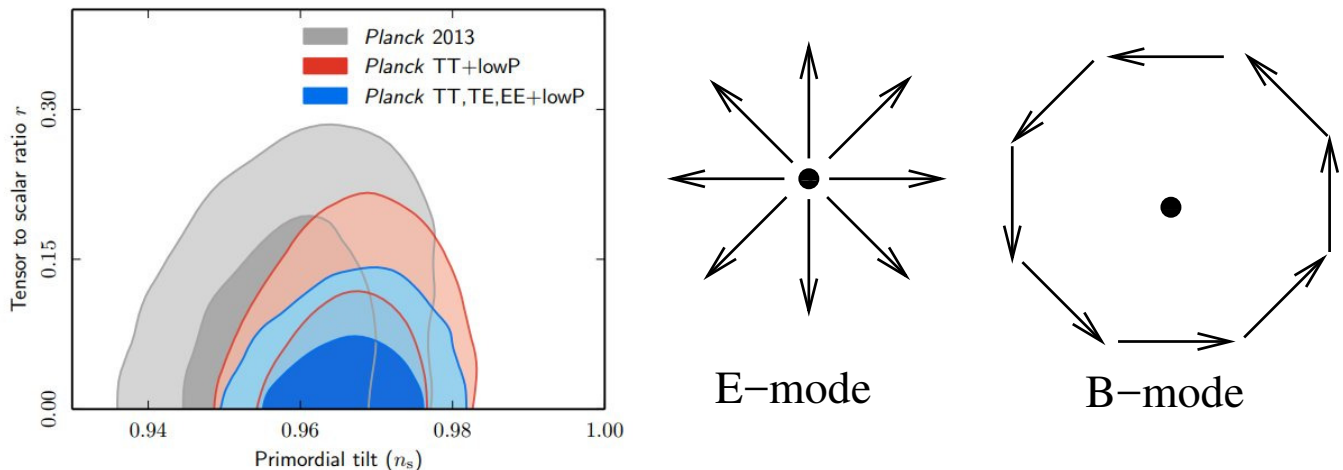 Planck 2013
Planck TT+lowP
Planck TT,TE,EE+lowP
Tensor to scalar ratio r
0.30
0.15
0.00
0.94
0.96
0.98
1.00
Primordial tilt (nₛ)
E−mode
B−mode